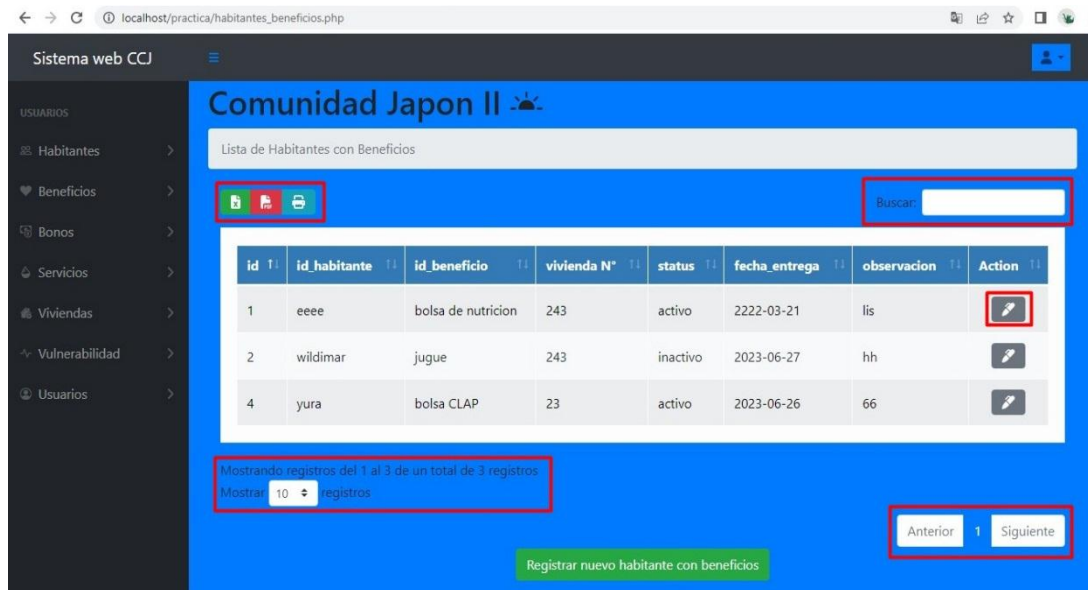 localhost/practica/habitantes_beneficios.php
Sistema web CCJ
USUARIOS
Habitantes
Beneficios
Bonos
Servicios
Viviendas
Vulnerabilidad
Usuarios
Comunidad Japon II
Lista de Habitantes con Beneficios
Buscar:
id id_habitante id_beneficio vivienda N° status fecha_entrega observacion Action
1 eeee bolsa de nutricion 243 activo 2222-03-21 lis
2 wildimar jugue 243 inactivo 2023-06-27 hh
4 yura bolsa CLAP 23 activo 2023-06-26 66
Mostrando registros del 1 al 3 de un total de 3 registros
Mostrar 10 registros
Anterior 1 Siguiente
Registrar nuevo habitante con beneficios